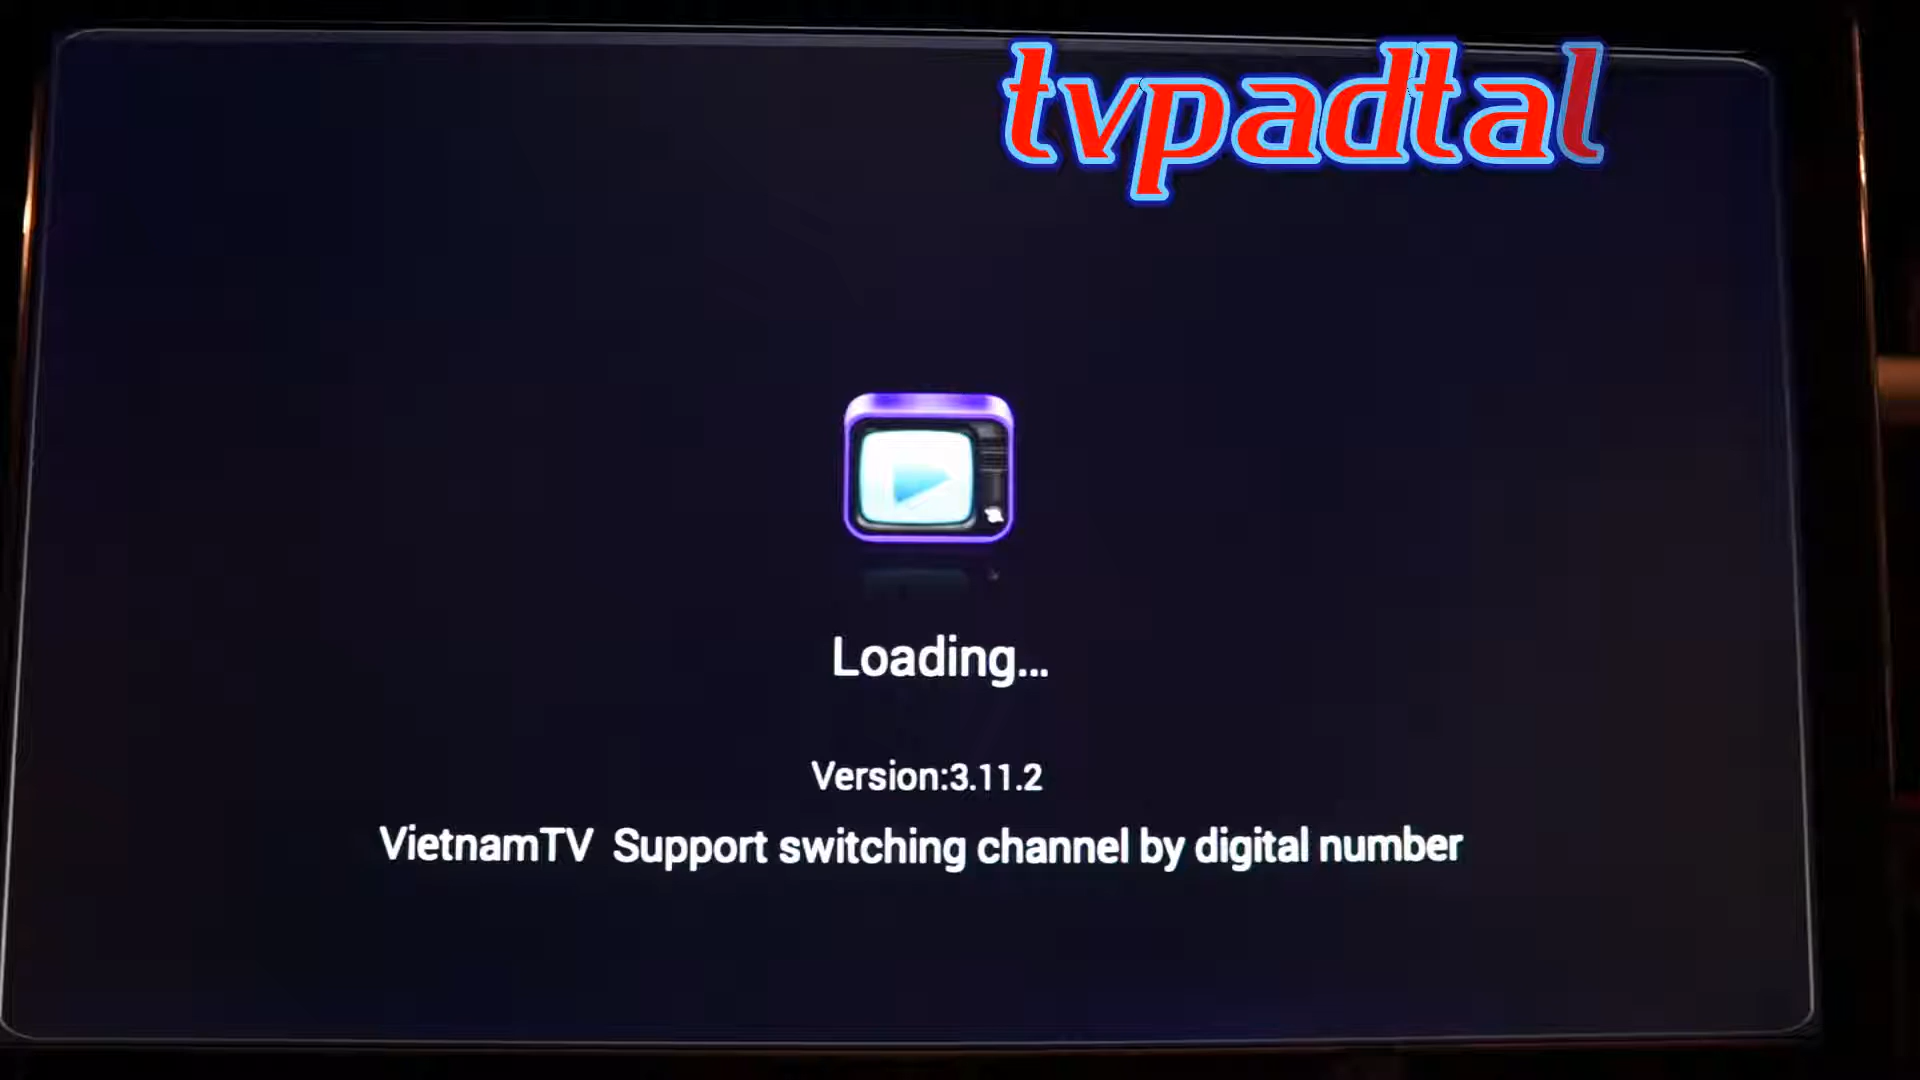 tvpadtal
Loading...
Version:3.11.2
VietnamTV Support switching channel by digital number